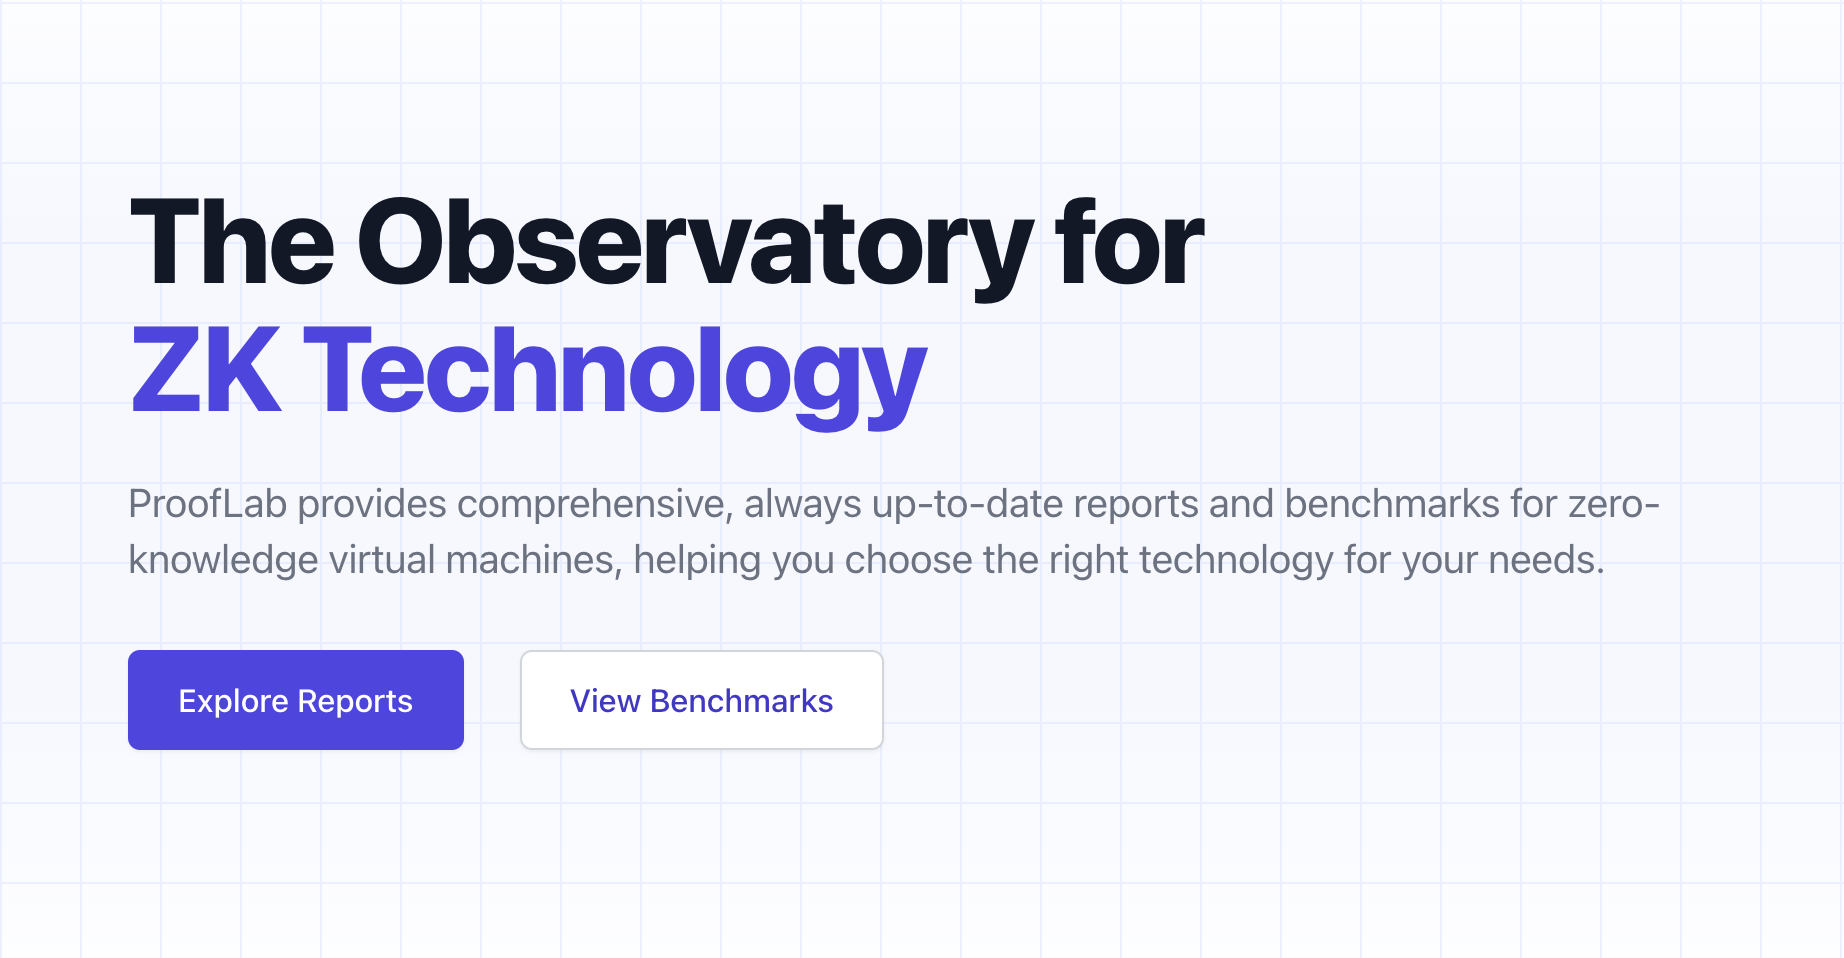 The Observatory for
ZK Technology
ProofLab provides comprehensive, always up-to-date reports and benchmarks for zero-
knowledge virtual machines, helping you choose the right technology for your needs.
Explore Reports
View Benchmarks